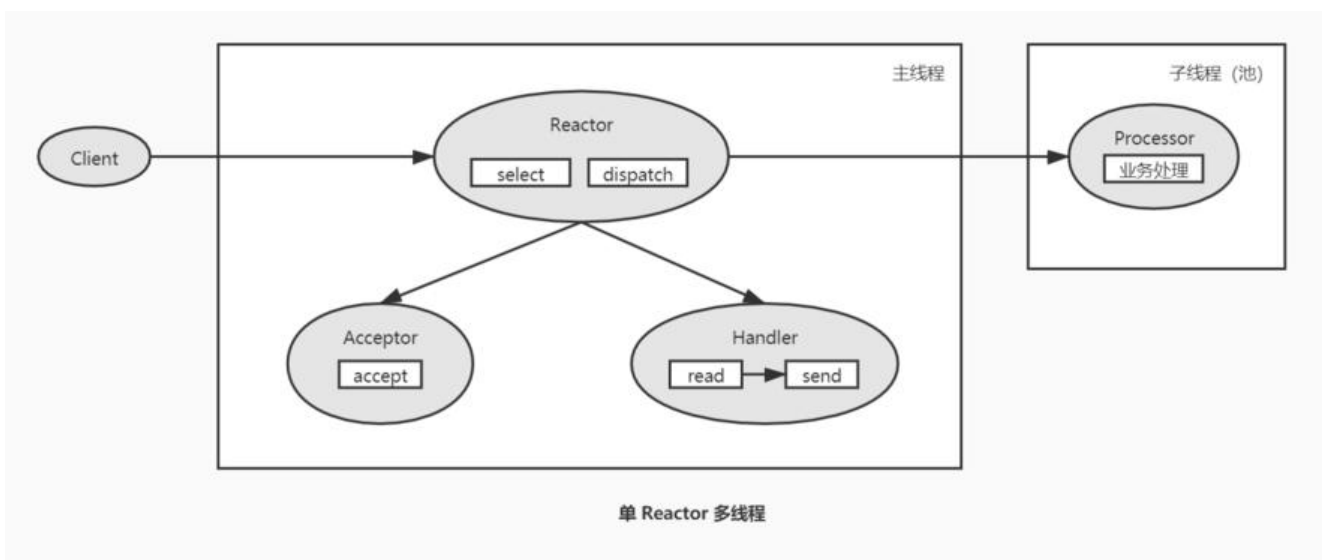 主线程
子线程（池）
Reactor
select
dispatch
Client
Processor
业务处理
Acceptor
accept
Handler
read
send
单 Reactor 多线程